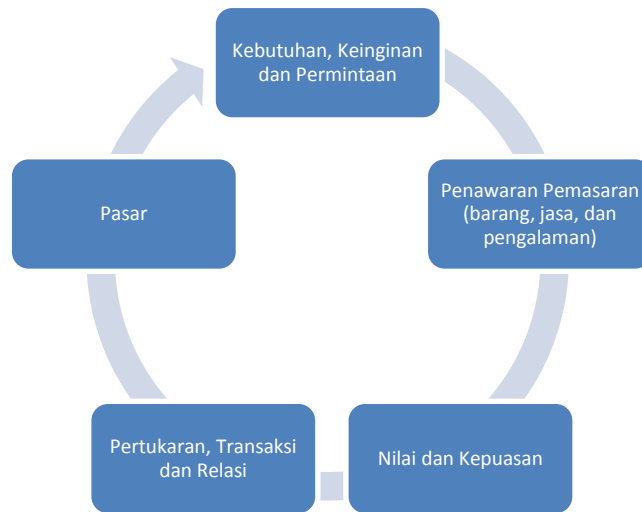 Kebutuhan, Keinginan
dan Permintaan
Penawaran Pemasaran
(barang, jasa, dan
pengalaman)
Nilai dan Kepuasan
Pertukaran, Transaksi
dan Relasi
Pasar